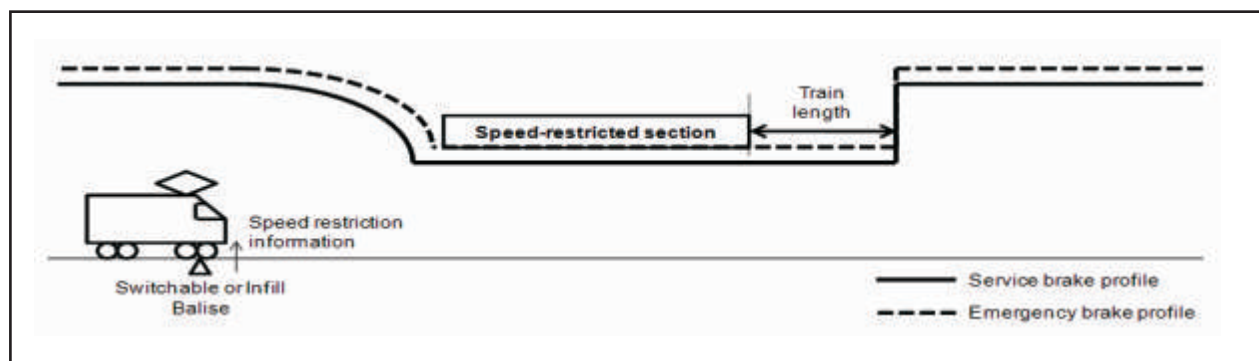 Train
length
Speed-restricted section
Speed restriction
information
Switchable or Infill
Balise
Service brake profile
Emergency brake profile